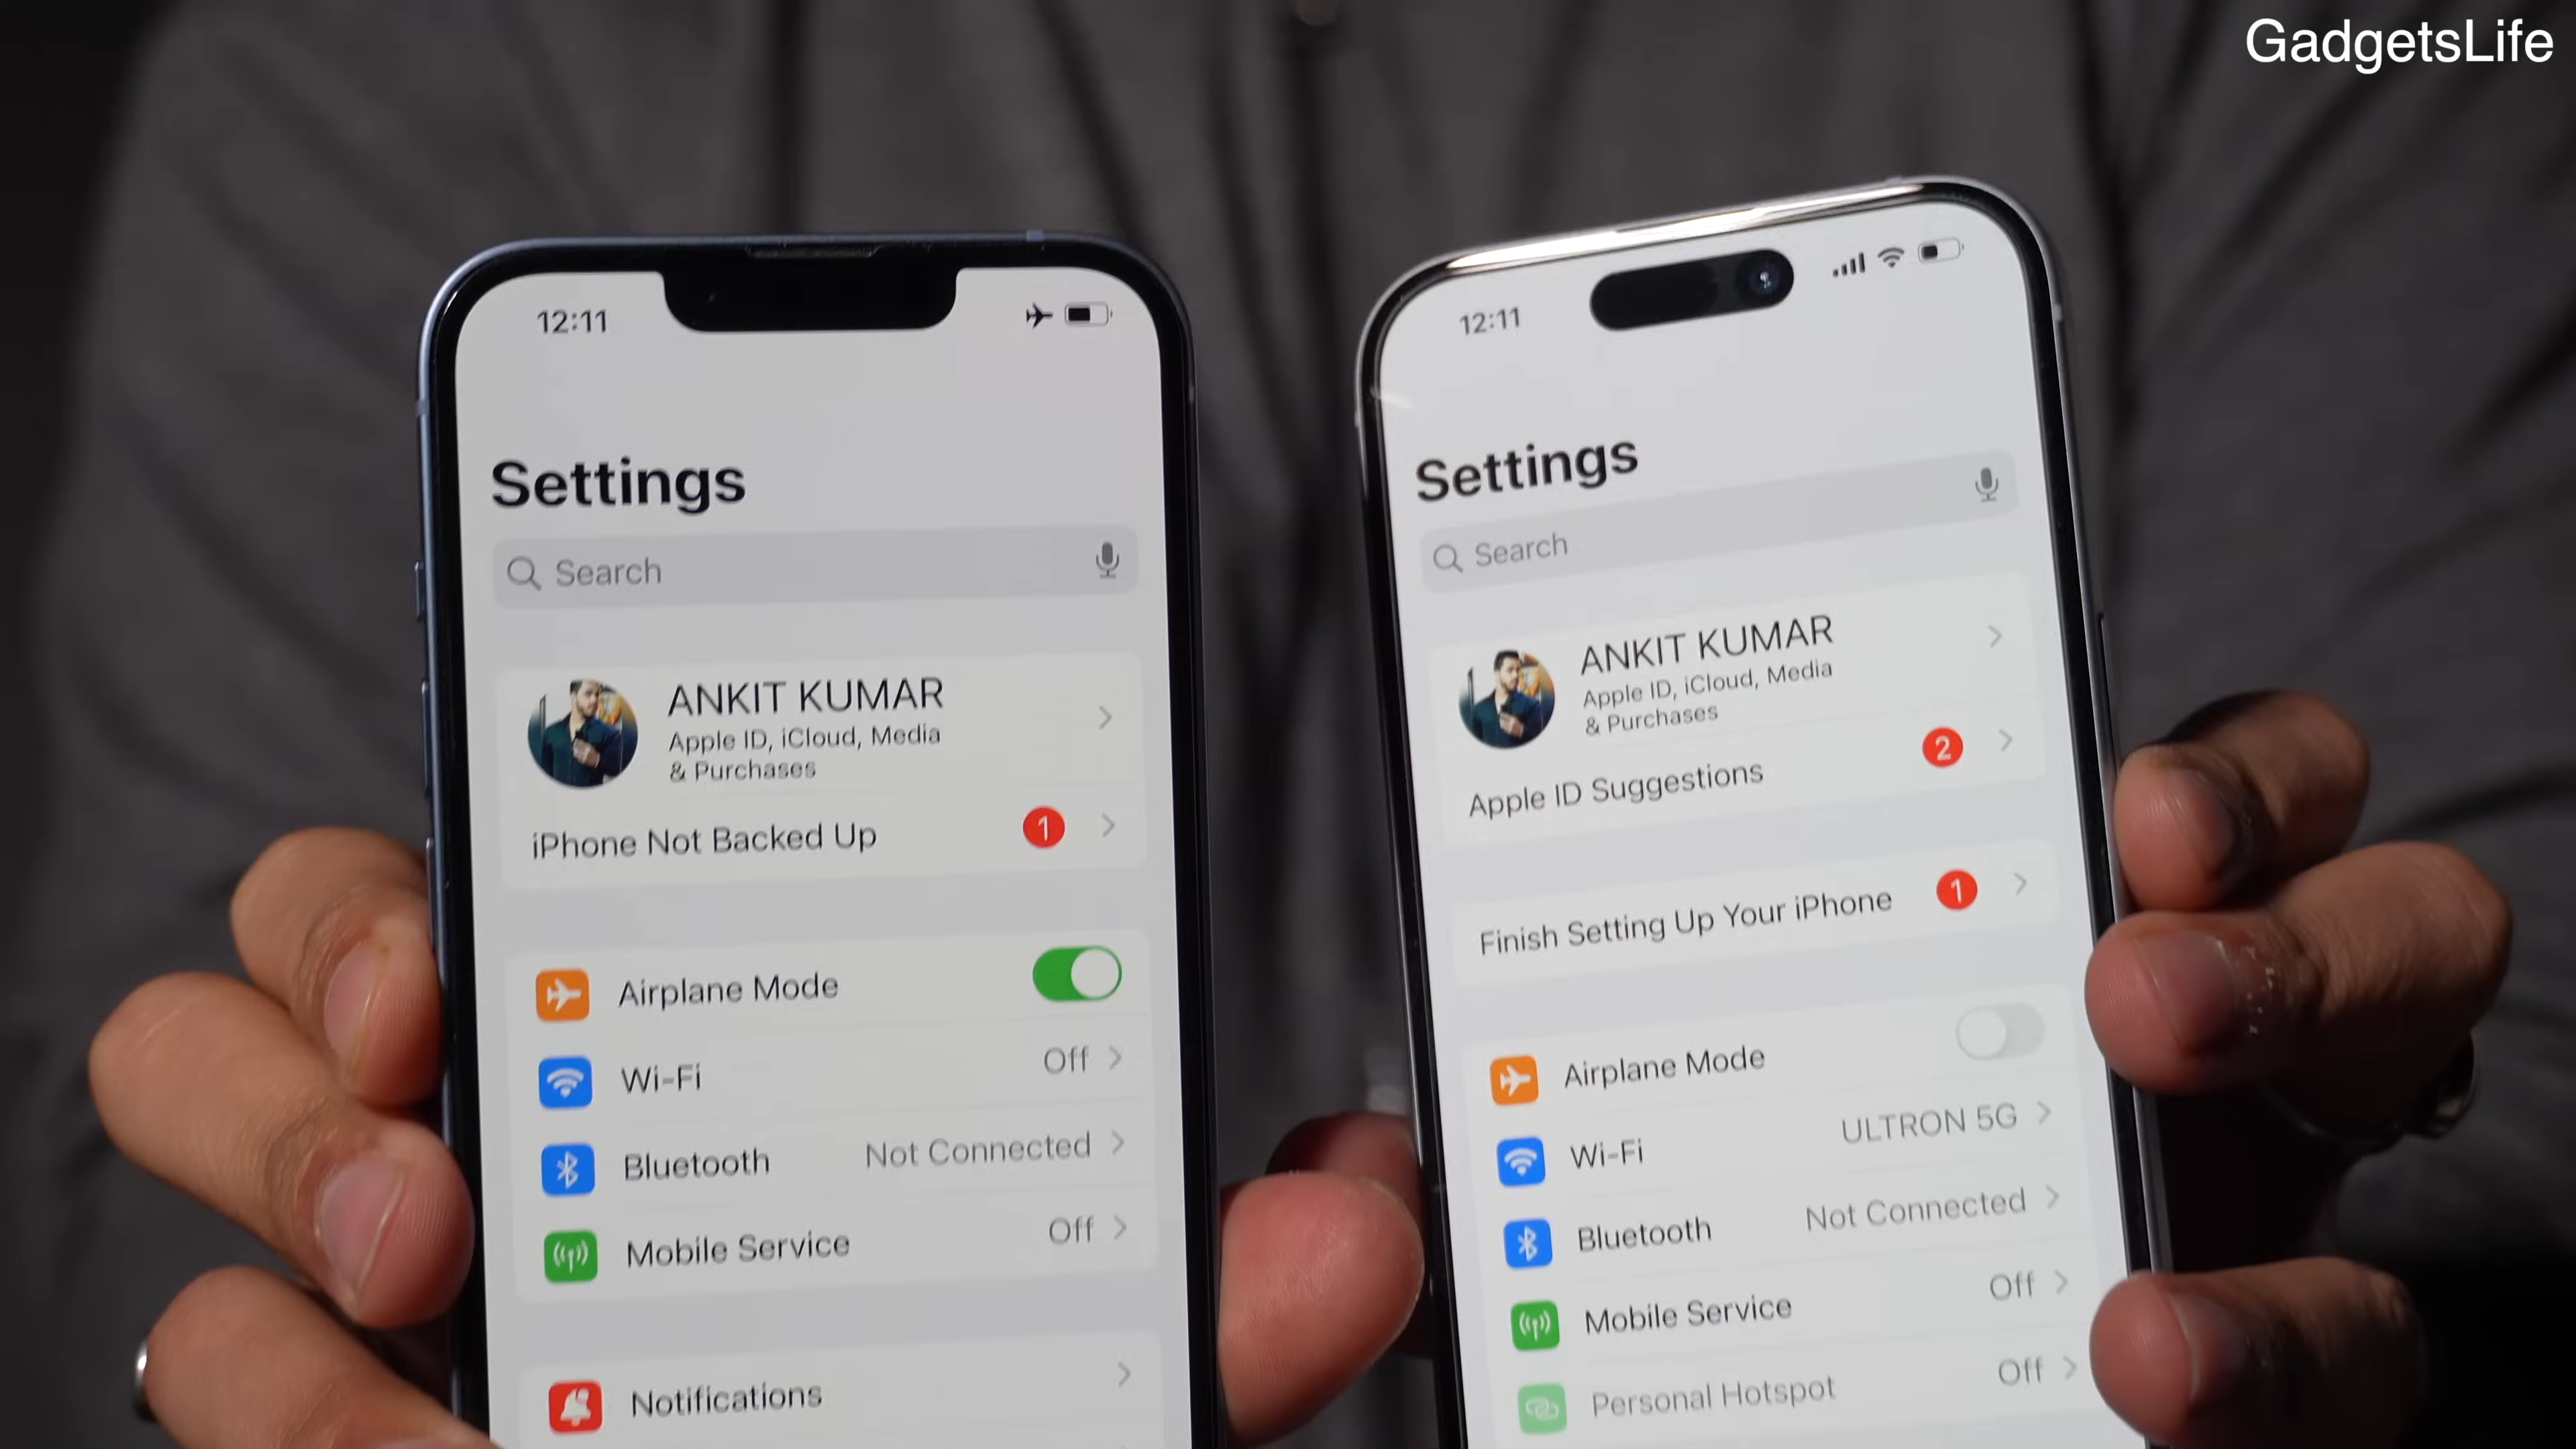 GadgetsLife
12:11
Settings
Search
ANKIT KUMAR
Apple ID, iCloud, Media
& Purchases
iPhone Not Backed Up 1
Airplane Mode
Wi-Fi Off
Bluetooth Not Connected
Mobile Service Off
Notifications
12:11
Settings
Search
ANKIT KUMAR
Apple ID, iCloud, Media
& Purchases
Apple ID Suggestions 2
Finish Setting Up Your iPhone 1
Airplane Mode
Wi-Fi ULTRON 5G
Bluetooth Not Connected
Mobile Service Off
Personal Hotspot Off